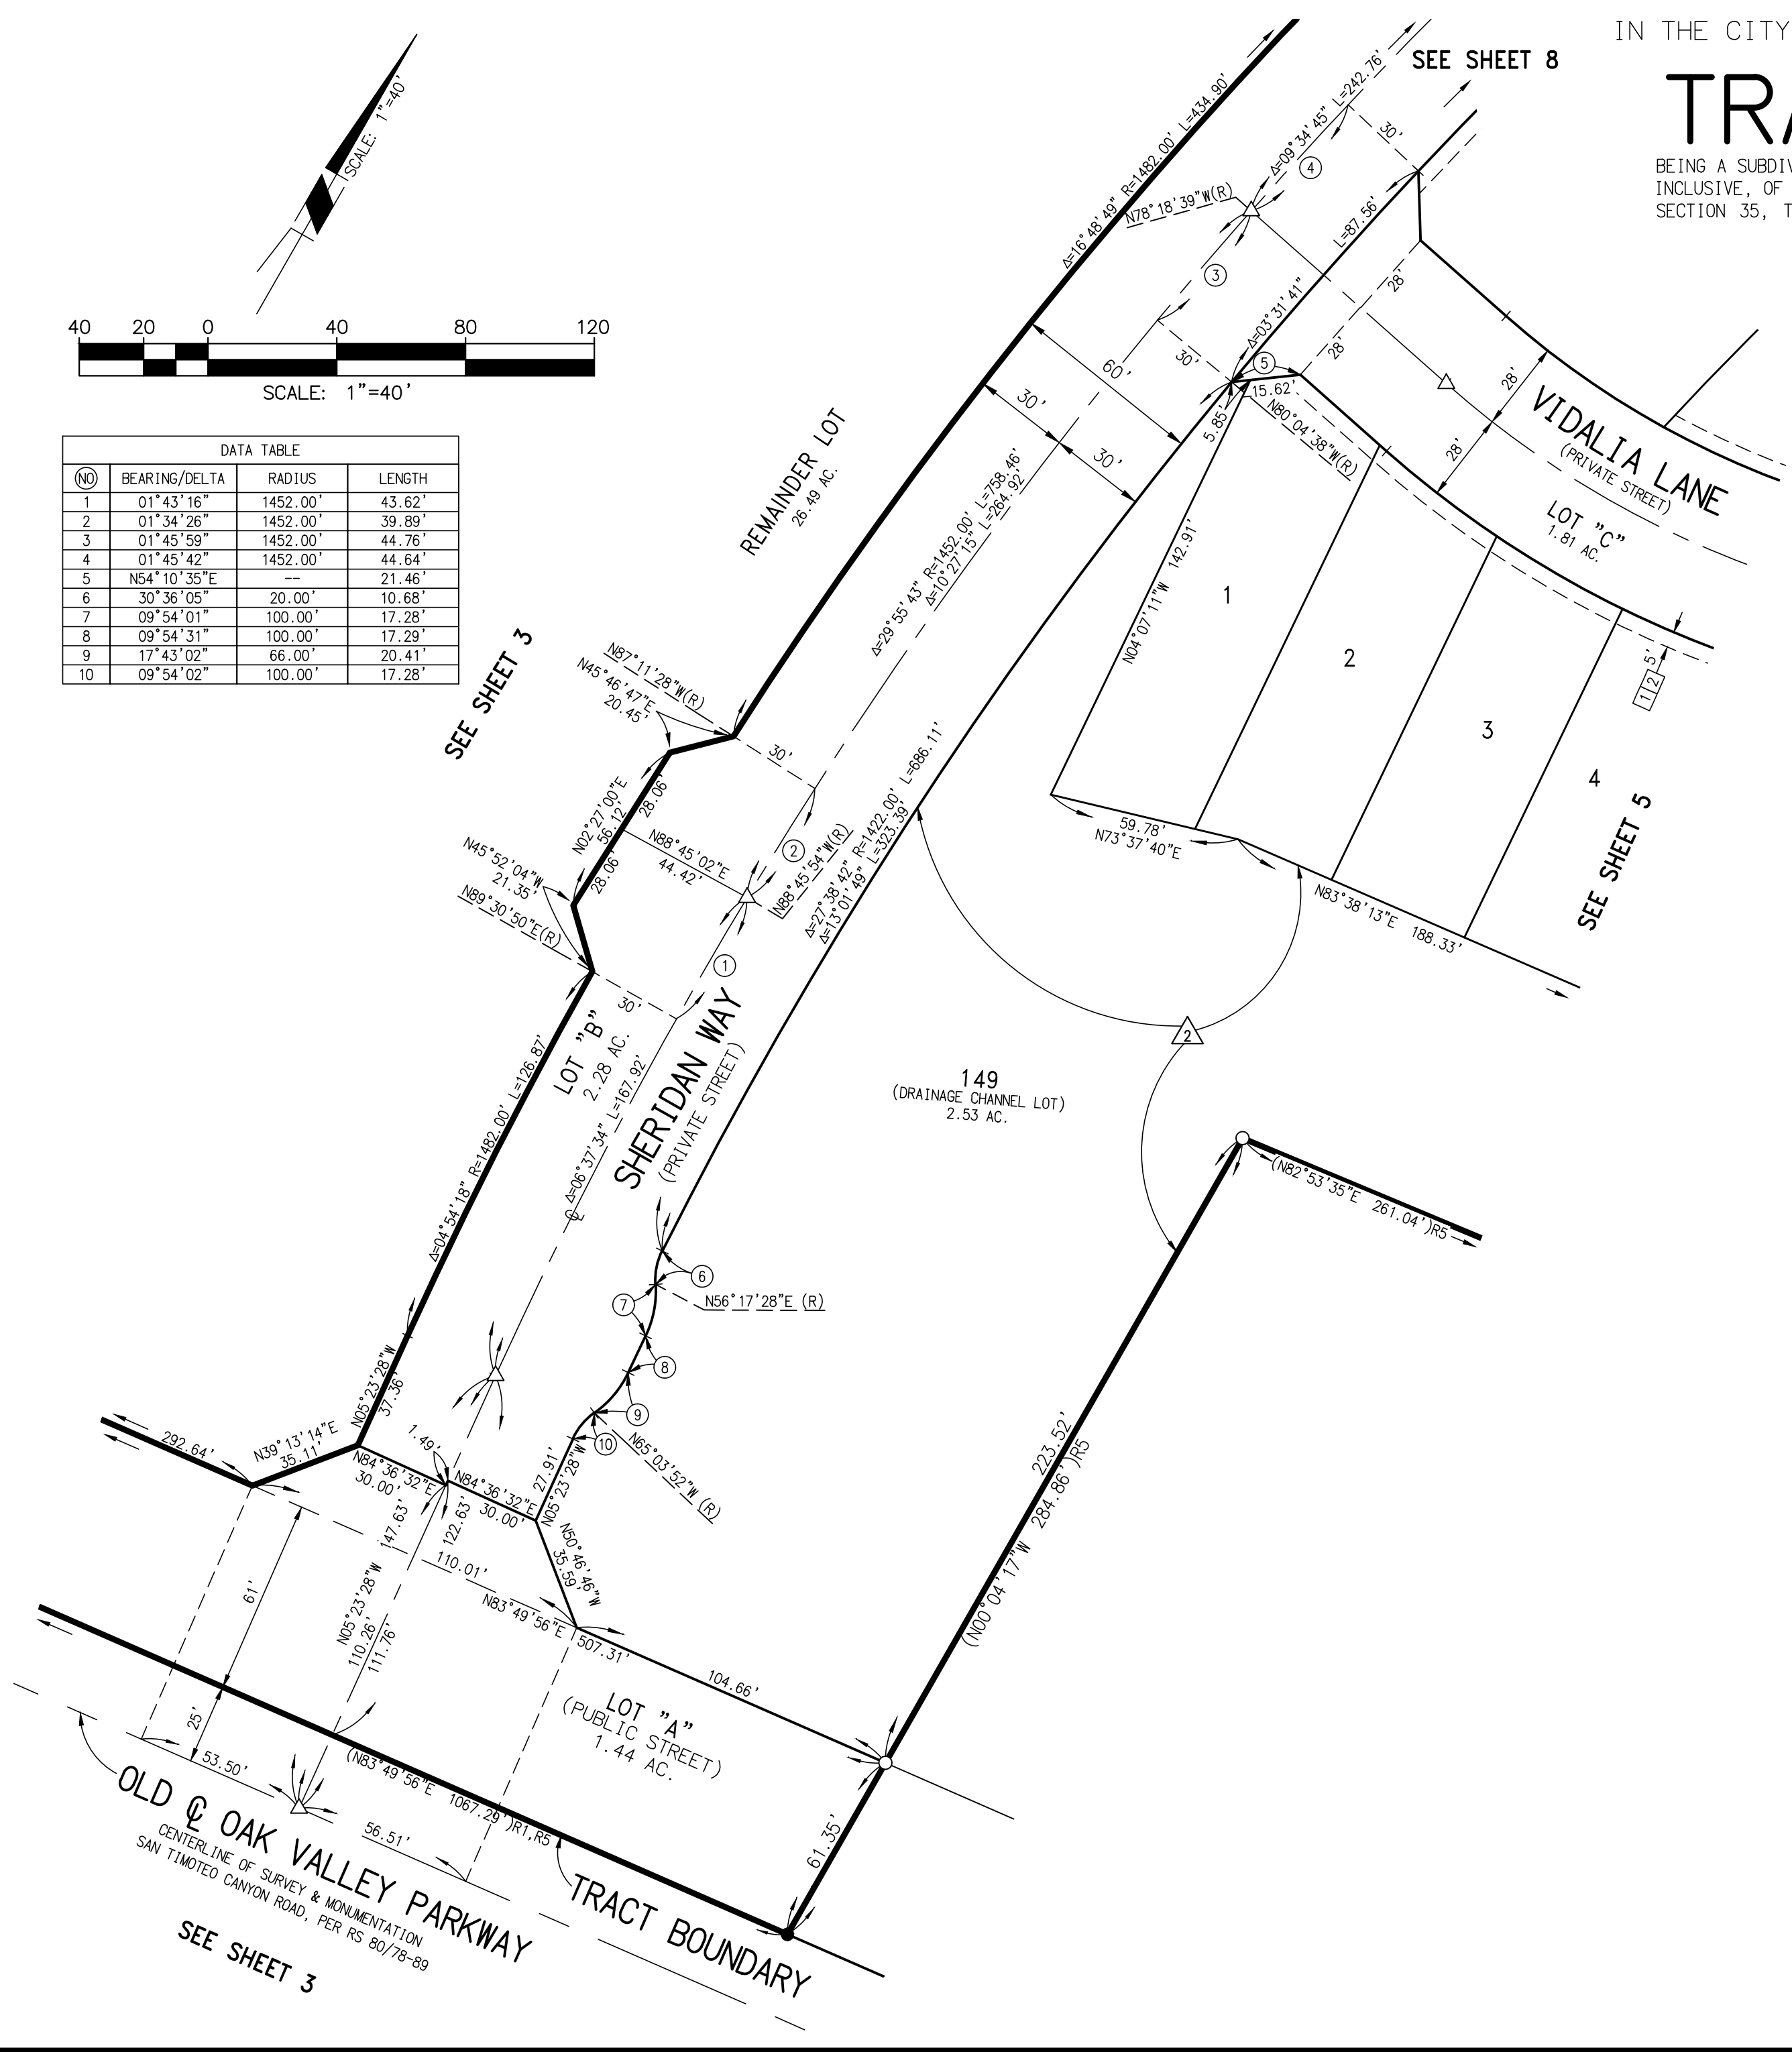 IN THE CITY
SEE SHEET 8
BEING A SUBDIV
INCLUSIVE, OF
SECTION 35, T
SCALE: 1"=40'
40 20 0 40 80 120
SCALE: 1"=40'
DATA TABLE
NO BEARING/DELTA RADIUS LENGTH
1 01°43'16" 1452.00' 43.62'
2 01°34'26" 1452.00' 39.89'
3 01°45'59" 1452.00' 44.76'
4 01°45'42" 1452.00' 44.64'
5 N54°10'35"E -- 21.46'
6 30°36'05" 20.00' 10.68'
7 09°54'01" 100.00' 17.28'
8 09°54'31" 100.00' 17.29'
9 17°43'02" 66.00' 20.41'
10 09°54'02" 100.00' 17.28'
Δ=16°48'49" R=1482.00' L=434.90'
Δ=09°34'45" L=242.76'
30'
4
N78°18'39"W(R)
L=87.56'
3
Δ=03°31'41"
28'
28'
30'
5
15.62'
5.85'
N80°04'38"W(R)
60'
30'
30'
28'
28'
VIDALIA LANE
(PRIVATE STREET)
LOT "C"
1.81 AC.
REMAINDER LOT
26.49 AC.
Δ=29°55'43" R=1452.00' L=758.46'
Δ=10°27'15" L=264.92'
N04°07'11"W 142.91'
1
2
3
4
5'
1 2
SEE SHEET 3
SEE SHEET 5
N87°11'28"W(R)
N45°46'47"E
20.45'
30'
N02°27'00"E
56.12'
28.06'
28.06'
N88°45'02"E
44.42'
2
N88°45'54"W(R)
N45°52'04"W
21.35'
N89°30'50"E(R)
Δ=27°38'42" R=1422.00' L=686.11'
Δ=13°01'49" L=323.39'
59.78'
N73°37'40"E
N83°38'13"E 188.33'
1
30'
LOT "B"
2.28 AC.
SHERIDAN WAY
(PRIVATE STREET)
2
149
(DRAINAGE CHANNEL LOT)
2.53 AC.
Δ=04°54'18" R=1482.00' L=126.87'
℄ Δ=06°37'34" L=167.92'
(N82°53'35"E 261.04')R5
6
N56°17'28"E (R)
7
8
9
10
N65°03'52"W (R)
N05°23'28"W
37.36'
292.64'
N39°13'14"E
35.11'
1.49'
N84°36'32"E
30.00'
N84°36'32"E
30.00'
27.91'
N05°23'28"W
N50°46'46"W
35.59'
223.52'
(N00°04'17"W 284.86')R5
61'
N05°23'28"W 147.63'
122.63'
110.26'
111.76'
110.01'
N83°49'56"E 507.31'
104.66'
LOT "A"
(PUBLIC STREET)
1.44 AC.
25'
53.50'
(N83°49'56"E 1067.29')R1,R5
56.51'
61.35'
OLD ℄ OAK VALLEY PARKWAY
CENTERLINE OF SURVEY & MONUMENTATION
SAN TIMOTEO CANYON ROAD, PER RS 80/78-89
TRACT BOUNDARY
SEE SHEET 3